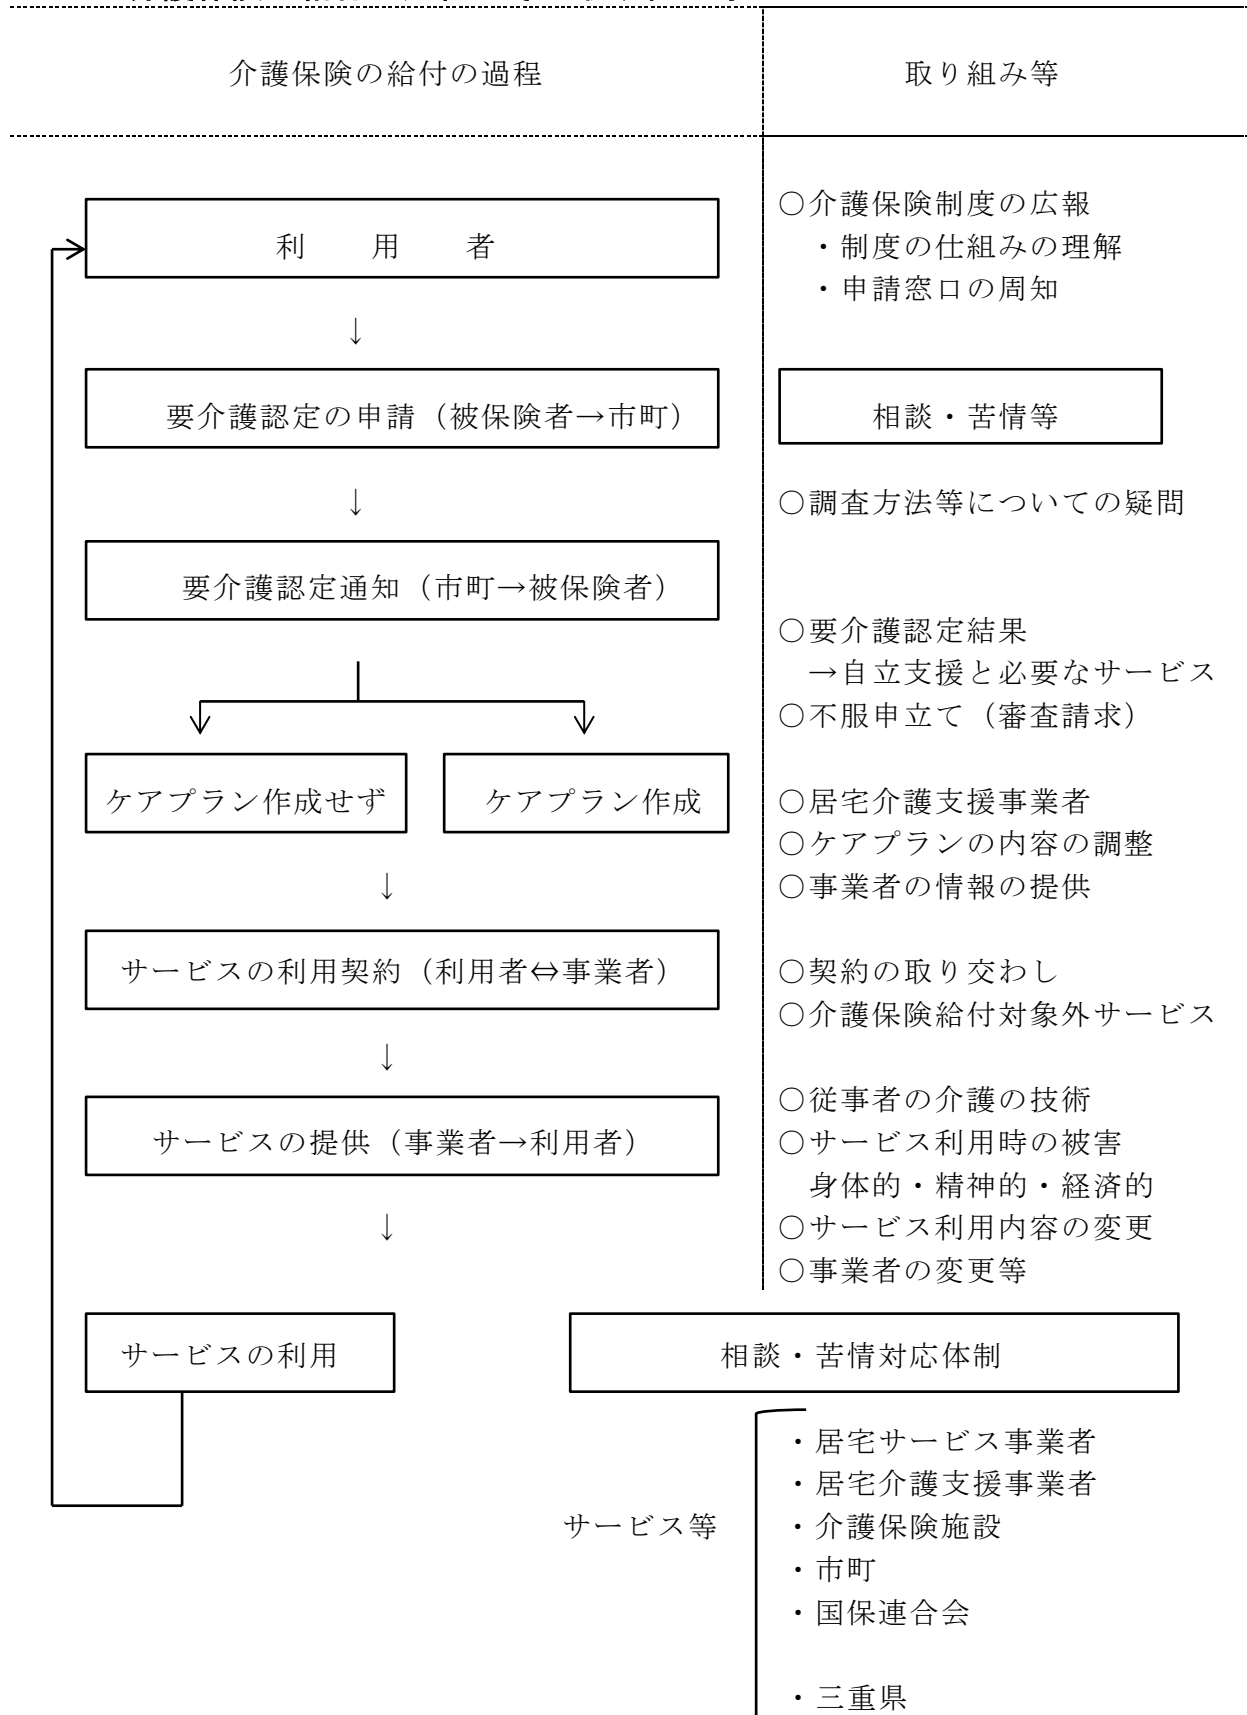 介護保険の給付の過程
取り組み等
利　用　者
↓
要介護認定の申請（被保険者→市町）
↓
要介護認定通知（市町→被保険者）
ケアプラン作成せず
ケアプラン作成
↓
サービスの利用契約（利用者⇔事業者）
↓
サービスの提供（事業者→利用者）
↓
サービスの利用
○介護保険制度の広報
・制度の仕組みの理解
・申請窓口の周知
相談・苦情等
○調査方法等についての疑問
○要介護認定結果
→自立支援と必要なサービス
○不服申立て（審査請求）
○居宅介護支援事業者
○ケアプランの内容の調整
○事業者の情報の提供
○契約の取り交わし
○介護保険給付対象外サービス
○従事者の介護の技術
○サービス利用時の被害
身体的・精神的・経済的
○サービス利用内容の変更
○事業者の変更等
相談・苦情対応体制
サービス等
・居宅サービス事業者
・居宅介護支援事業者
・介護保険施設
・市町
・国保連合会
・三重県